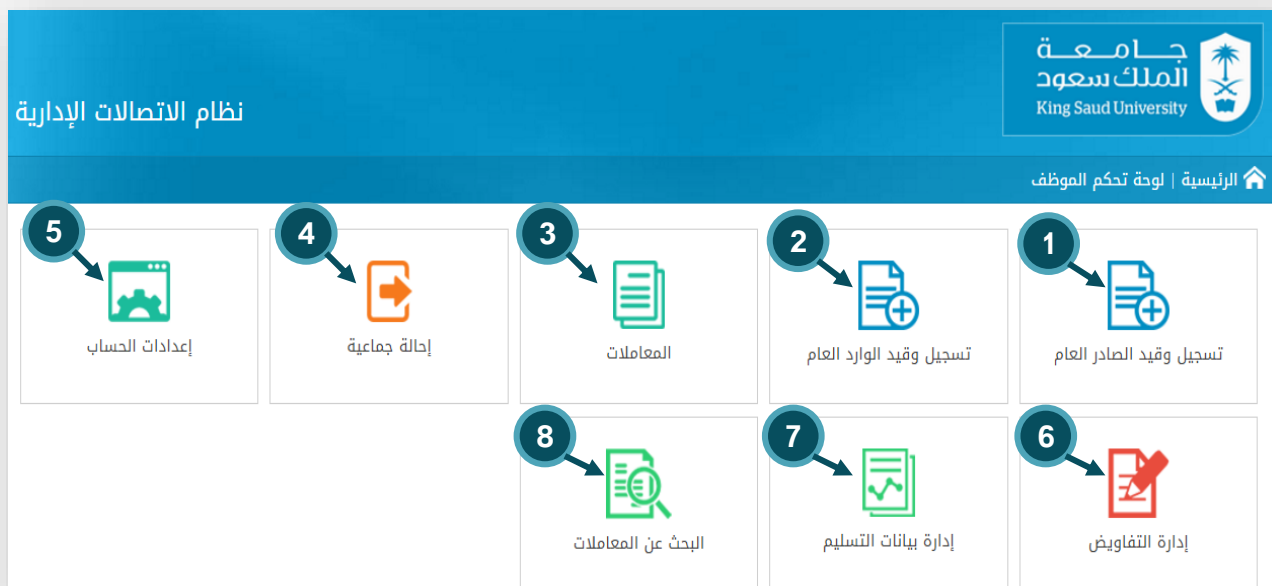 جـــامـــعـــة
الملك سعود
King Saud University
نظام الاتصالات الإدارية
الرئيسية | لوحة تحكم الموظف
1
تسجيل وقيد الصادر العام
2
تسجيل وقيد الوارد العام
3
المعاملات
4
إحالة جماعية
5
إعدادات الحساب
6
إدارة التفاويض
7
إدارة بيانات التسليم
8
البحث عن المعاملات